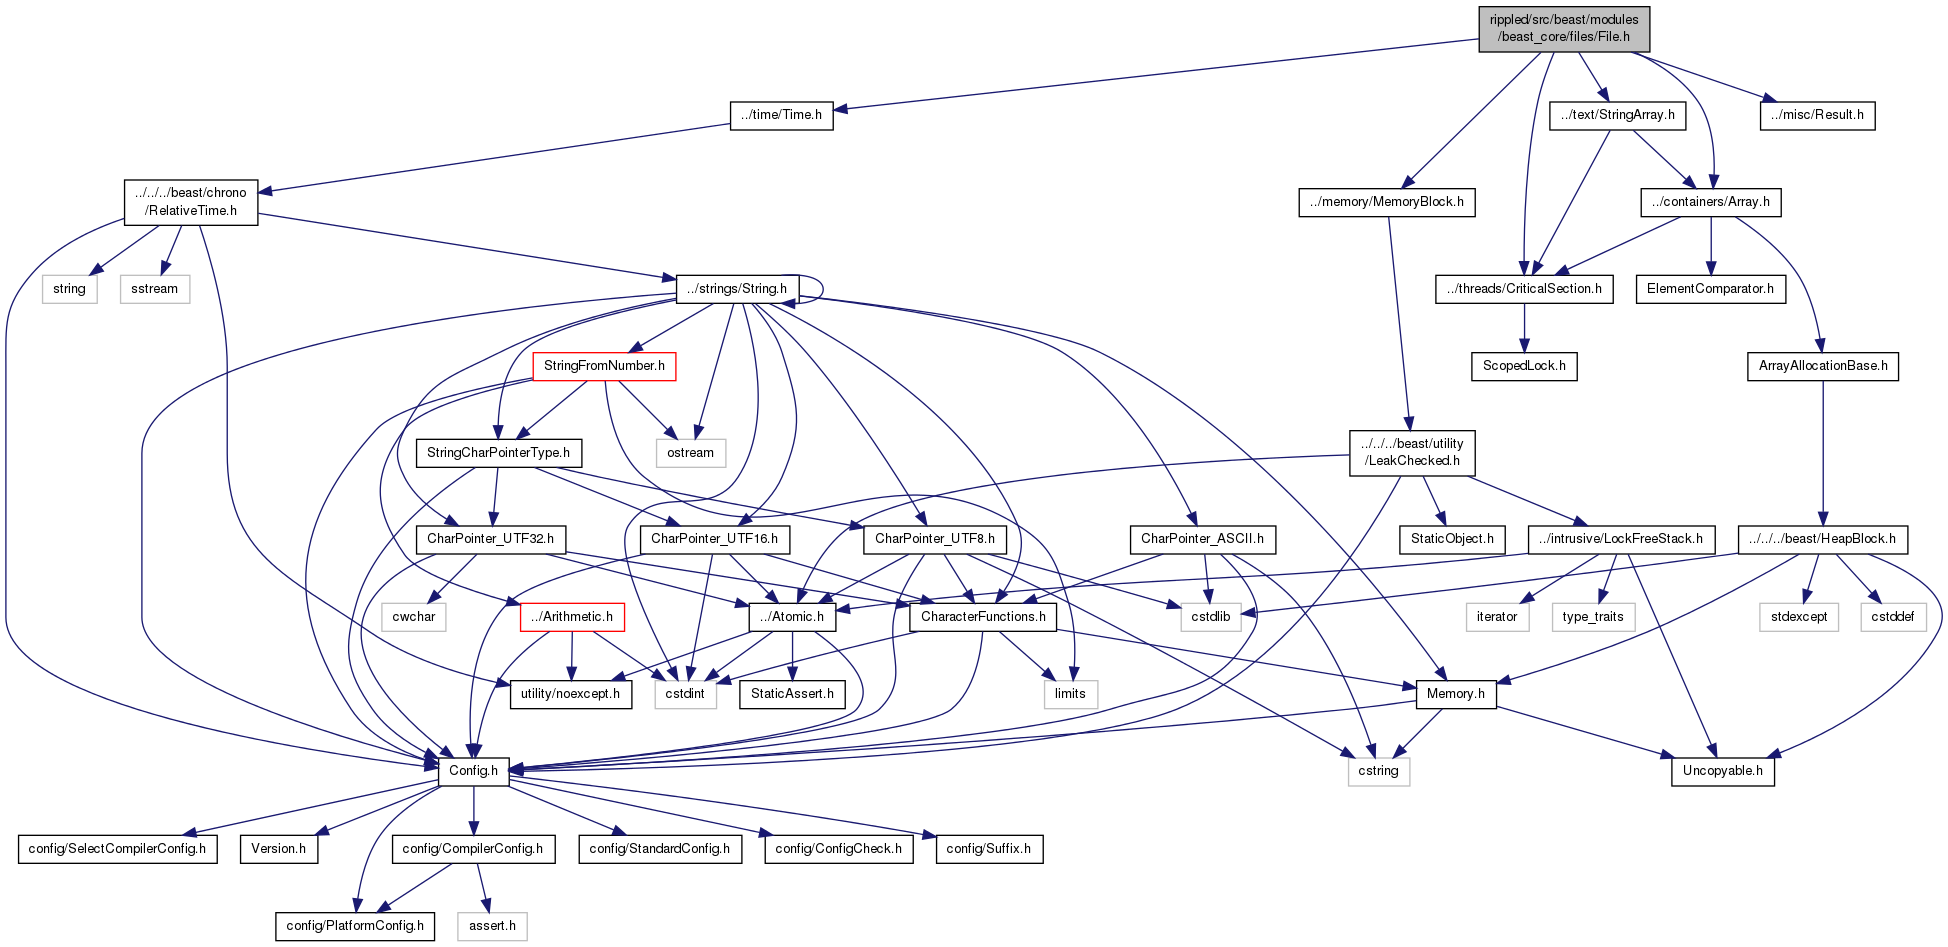 rippled/src/beast/modules
/beast_core/files/File.h
../time/Time.h
../text/StringArray.h
../misc/Result.h
../../../beast/chrono
/RelativeTime.h
../memory/MemoryBlock.h
../containers/Array.h
string
sstream
../strings/String.h
../threads/CriticalSection.h
ElementComparator.h
StringFromNumber.h
ScopedLock.h
ArrayAllocationBase.h
StringCharPointerType.h
ostream
../../../beast/utility
/LeakChecked.h
CharPointer_UTF32.h
CharPointer_UTF16.h
CharPointer_UTF8.h
CharPointer_ASCII.h
StaticObject.h
../intrusive/LockFreeStack.h
../../../beast/HeapBlock.h
cwchar
../Arithmetic.h
../Atomic.h
CharacterFunctions.h
cstdlib
iterator
type_traits
stdexcept
cstddef
utility/noexcept.h
cstdint
StaticAssert.h
limits
Memory.h
Config.h
cstring
Uncopyable.h
config/SelectCompilerConfig.h
Version.h
config/CompilerConfig.h
config/StandardConfig.h
config/ConfigCheck.h
config/Suffix.h
config/PlatformConfig.h
assert.h